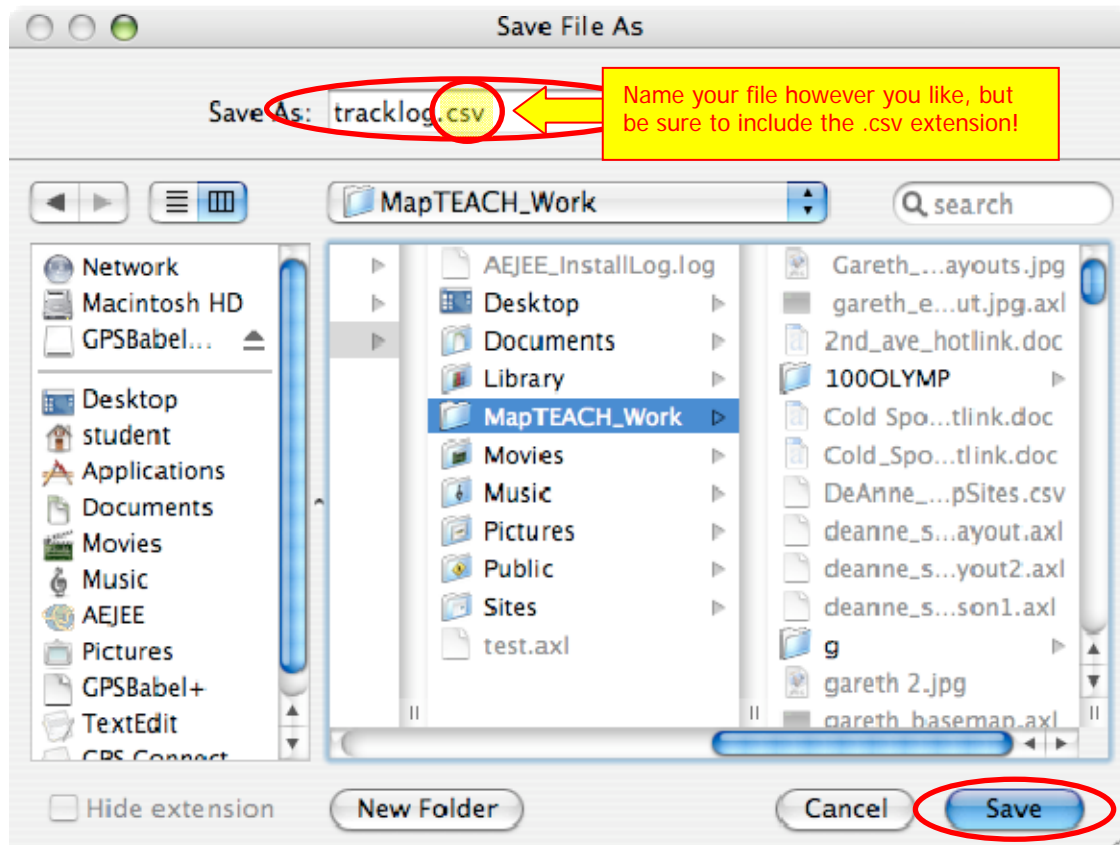 Save File As
Save As: tracklog.csv
Name your file however you like, but
be sure to include the .csv extension!
MapTEACH_Work
search
Network
Macintosh HD
GPSBabel...
Desktop
student
Applications
Documents
Movies
Music
AEJEE
Pictures
GPSBabel+
TextEdit
GPS Connect
AEJEE_InstallLog.log
Desktop
Documents
Library
MapTEACH_Work
Movies
Music
Pictures
Public
Sites
test.axl
Gareth_...ayouts.jpg
gareth_e...ut.jpg.axl
2nd_ave_hotlink.doc
100OLYMP
Cold Spo...tlink.doc
Cold_Spo...tlink.doc
DeAnne_...pSites.csv
deanne_s...ayout.axl
deanne_s...yout2.axl
deanne_s...son1.axl
g
gareth 2.jpg
gareth_basemap.axl
Hide extension
New Folder
Cancel
Save